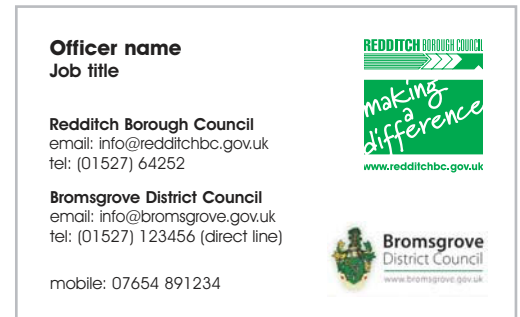 Officer name
Job title
Redditch Borough Council
email: info@redditchbc.gov.uk
tel: (01527) 64252
Bromsgrove District Council
email: info@bromsgrove.gov.uk
tel: (01527) 123456 (direct line)
mobile: 07654 891234
REDDITCH BOROUGH COUNCIL
making
a
difference
www.redditchbc.gov.uk
Bromsgrove
District Council
www.bromsgrove.gov.uk